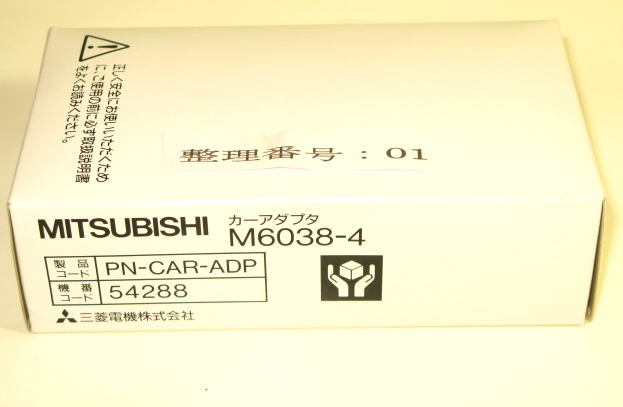 正しく安全にお使いいただくため
に、ご使用の前に必ず取扱説明書
をよくお読みください。
整理番号：01
MITSUBISHI カーアダプタ
M6038-4
製品コード PN-CAR-ADP
機番コード 54288
三菱電機株式会社